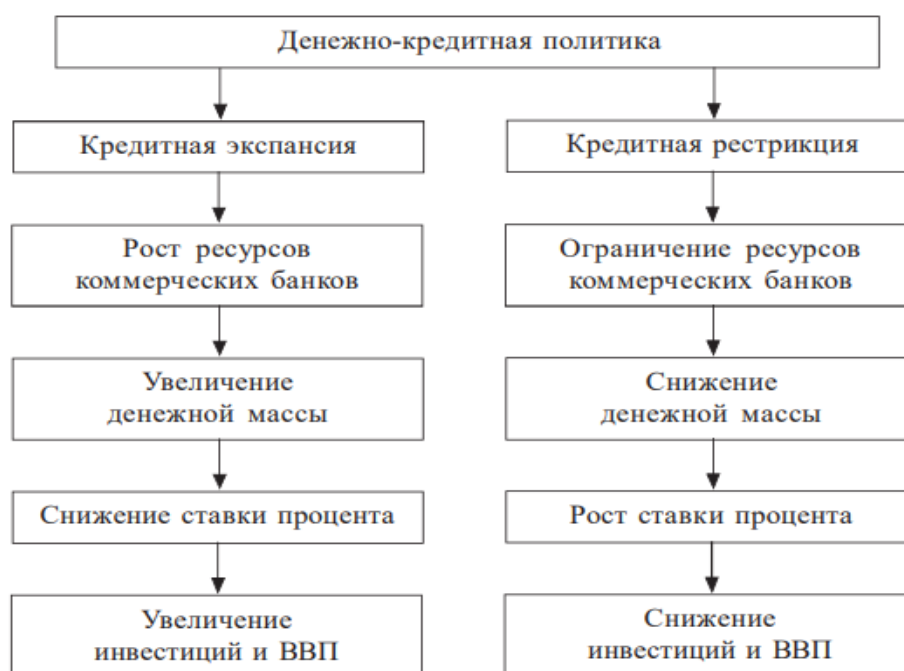 Денежно-кредитная политика
Кредитная экспансия
Рост ресурсов
коммерческих банков
Увеличение
денежной массы
Снижение ставки процента
Увеличение
инвестиций и ВВП
Кредитная рестрикция
Ограничение ресурсов
коммерческих банков
Снижение
денежной массы
Рост ставки процента
Снижение
инвестиций и ВВП